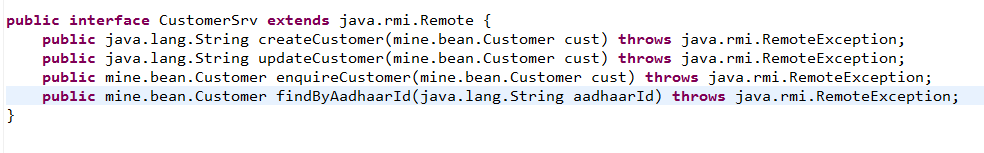 public interface CustomerSrv extends java.rmi.Remote {
    public java.lang.String createCustomer(mine.bean.Customer cust) throws java.rmi.RemoteException;
    public java.lang.String updateCustomer(mine.bean.Customer cust) throws java.rmi.RemoteException;
    public mine.bean.Customer enquireCustomer(mine.bean.Customer cust) throws java.rmi.RemoteException;
    public mine.bean.Customer findByAadhaarId(java.lang.String aadhaarId) throws java.rmi.RemoteException;
}